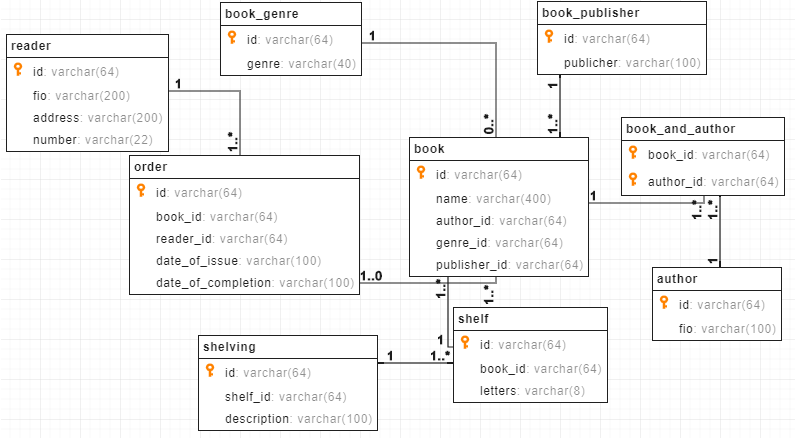 book_genre
id: varchar(64)
genre: varchar(40)
book_publisher
id: varchar(64)
publicher: varchar(100)
reader
id: varchar(64)
fio: varchar(200)
address: varchar(200)
number: varchar(22)
1
1
1
1..*
0..*
1..*
book_and_author
book_id: varchar(64)
author_id: varchar(64)
book
id: varchar(64)
name: varchar(400)
author_id: varchar(64)
genre_id: varchar(64)
publisher_id: varchar(64)
order
id: varchar(64)
book_id: varchar(64)
reader_id: varchar(64)
date_of_issue: varchar(100)
date_of_completion: varchar(100)
1
1..*
1..*
1
1..0
1..*
1..*
author
id: varchar(64)
fio: varchar(100)
shelf
id: varchar(64)
book_id: varchar(64)
letters: varchar(8)
1
shelving
id: varchar(64)
shelf_id: varchar(64)
description: varchar(100)
1
1..*